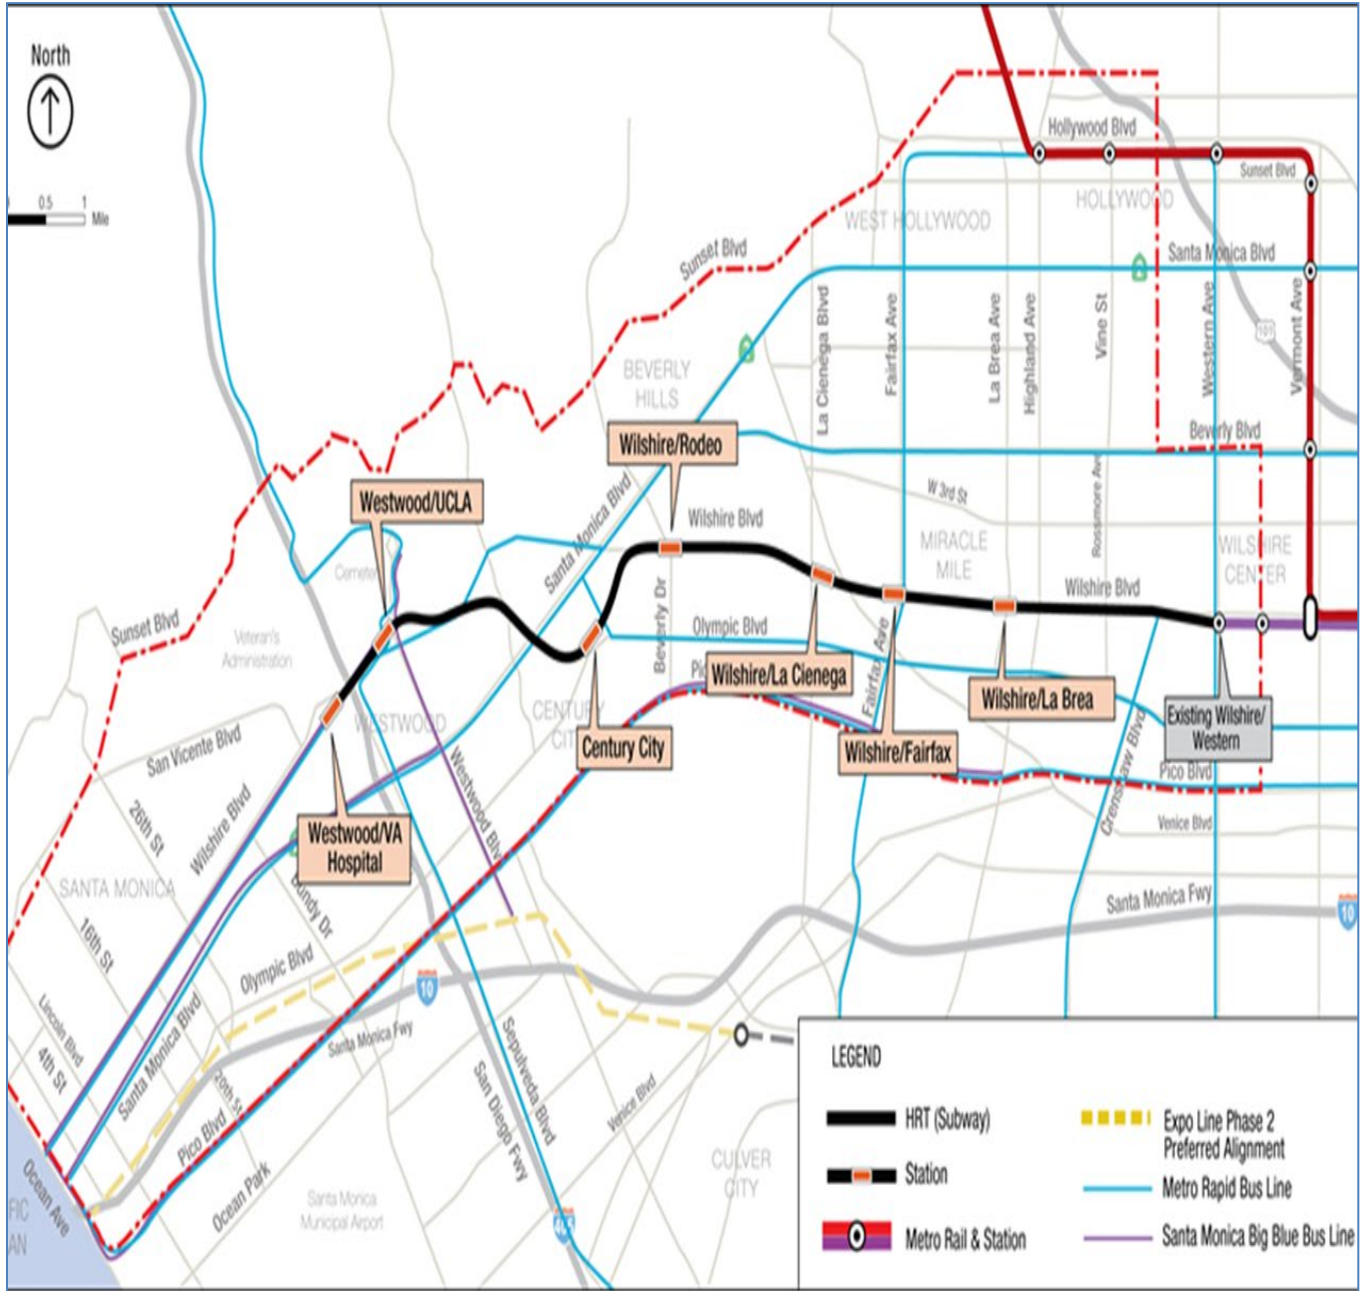 North
0.5 1
Mile
Hollywood Blvd
Sunset Blvd
HOLLYWOOD
WEST HOLLYWOOD
Sunset Blvd
Santa Monica Blvd
La Cienega Blvd
Fairfax Ave
La Brea Ave
Highland Ave
Vine St
Western Ave
101
Vermont Ave
BEVERLY
HILLS
Wilshire/Rodeo
Beverly Blvd
Westwood/UCLA
Santa Monica Blvd
W 3rd St
Rossmore Ave
Wilshire Blvd
MIRACLE
MILE
WILSHIRE
CENTER
Wilshire Blvd
Beverly Dr
Olympic Blvd
Sunset Blvd
Veteran's
Administration
Wilshire/La Cienega
Fairfax Ave
Wilshire/La Brea
Existing Wilshire/
Western
WESTWOOD
CENTURY
Century City
Wilshire/Fairfax
Crenshaw Blvd
Pico Blvd
Venice Blvd
San Vicente Blvd
26th St
Wilshire Blvd
Westwood/VA
Hospital
SANTA MONICA
16th St
Olympic Blvd
10
Santa Monica Fwy
10
Lincoln Blvd
4th St
Santa Monica Blvd
20th St
Pico Blvd
Santa Monica Fwy
Sepulveda Blvd
San Diego Fwy
Venice Blvd
CULVER
CITY
Ocean Ave
Ocean Park
Santa Monica
Municipal Airport
405
LEGEND
HRT (Subway)
Station
Metro Rail & Station
Expo Line Phase 2
Preferred Alignment
Metro Rapid Bus Line
Santa Monica Big Blue Bus Line